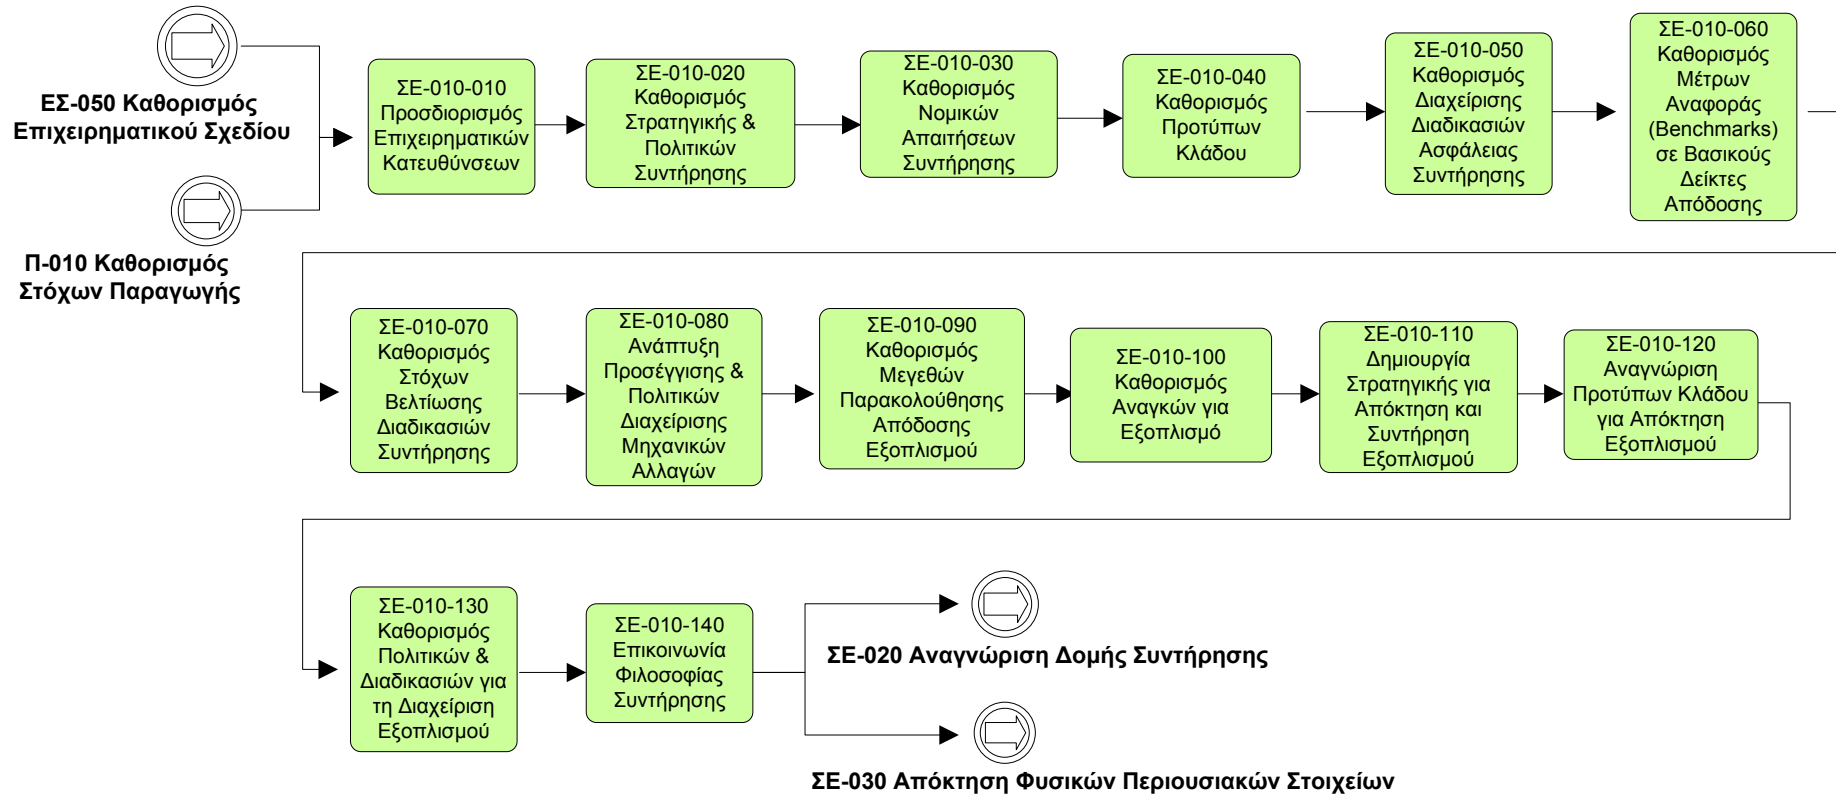 ΕΣ-050 Καθορισμός
Επιχειρηματικού Σχεδίου
Π-010 Καθορισμός
Στόχων Παραγωγής
ΣΕ-010-010
Προσδιορισμός
Επιχειρηματικών
Κατευθύνσεων
ΣΕ-010-020
Καθορισμός
Στρατηγικής &
Πολιτικών
Συντήρησης
ΣΕ-010-030
Καθορισμός
Νομικών
Απαιτήσεων
Συντήρησης
ΣΕ-010-040
Καθορισμός
Προτύπων
Κλάδου
ΣΕ-010-050
Καθορισμός
Διαχείρισης
Διαδικασιών
Ασφάλειας
Συντήρησης
ΣΕ-010-060
Καθορισμός
Μέτρων
Αναφοράς
(Benchmarks)
σε Βασικούς
Δείκτες
Απόδοσης
ΣΕ-010-070
Καθορισμός
Στόχων
Βελτίωσης
Διαδικασιών
Συντήρησης
ΣΕ-010-080
Ανάπτυξη
Προσέγγισης &
Πολιτικών
Διαχείρισης
Μηχανικών
Αλλαγών
ΣΕ-010-090
Καθορισμός
Μεγεθών
Παρακολούθησης
Απόδοσης
Εξοπλισμού
ΣΕ-010-100
Καθορισμός
Αναγκών για
Εξοπλισμό
ΣΕ-010-110
Δημιουργία
Στρατηγικής για
Απόκτηση και
Συντήρηση
Εξοπλισμού
ΣΕ-010-120
Αναγνώριση
Προτύπων Κλάδου
για Απόκτηση
Εξοπλισμού
ΣΕ-010-130
Καθορισμός
Πολιτικών &
Διαδικασιών για
τη Διαχείριση
Εξοπλισμού
ΣΕ-010-140
Επικοινωνία
Φιλοσοφίας
Συντήρησης
ΣΕ-020 Αναγνώριση Δομής Συντήρησης
ΣΕ-030 Απόκτηση Φυσικών Περιουσιακών Στοιχείων